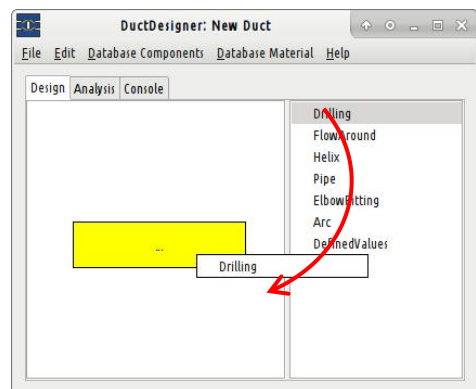 DuctDesigner: New Duct
File Edit Database Components Database Material Help
Design Analysis Console
Drilling
FlowAround
Helix
Pipe
ElbowFitting
Arc
DefinedValues
...
Drilling